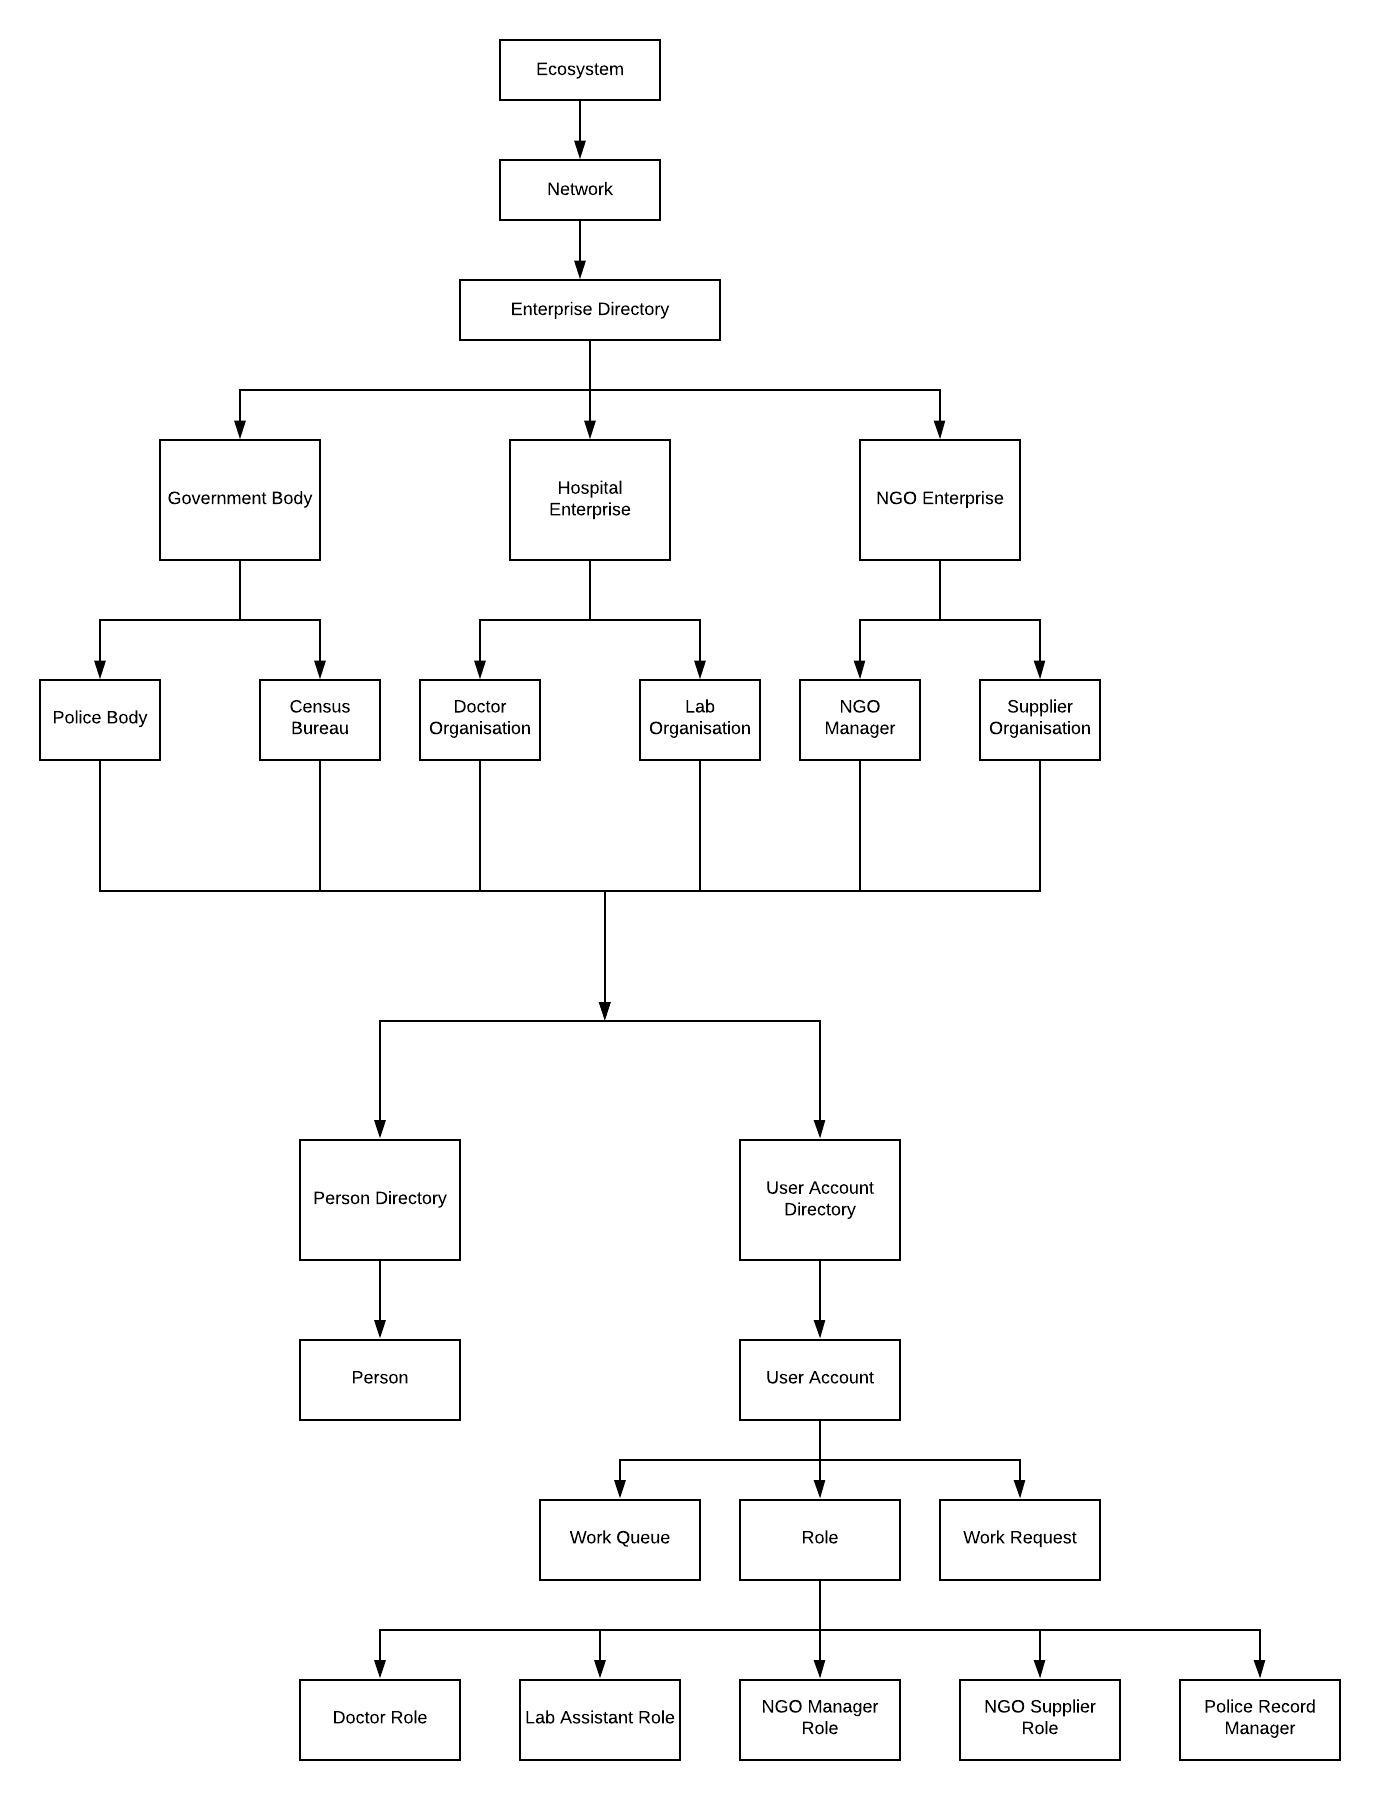 Ecosystem
Network
Enterprise Directory
Government Body
Hospital
Enterprise
NGO Enterprise
Police Body
Census
Bureau
Doctor
Organisation
Lab
Organisation
NGO
Manager
Supplier
Organisation
Person Directory
User Account
Directory
Person
User Account
Work Queue
Role
Work Request
Doctor Role
Lab Assistant Role
NGO Manager
Role
NGO Supplier
Role
Police Record
Manager